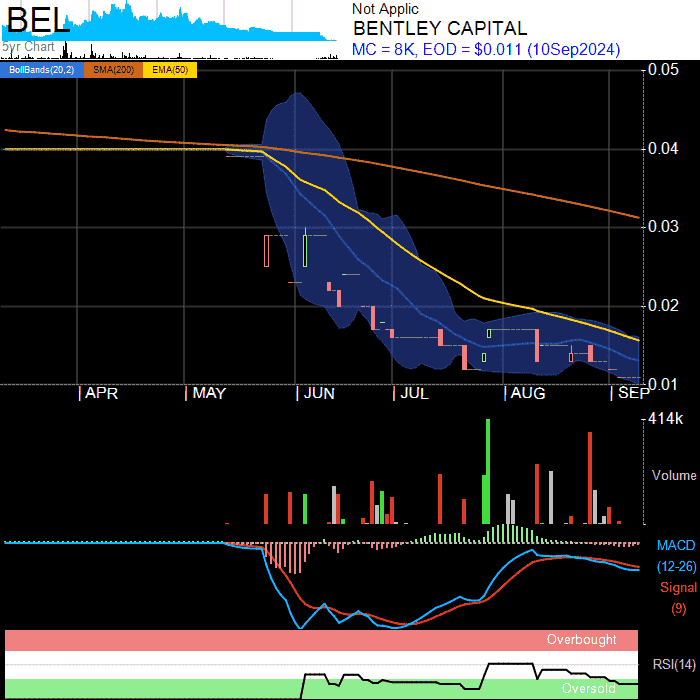 BEL
5yr Chart
Not Applic
BENTLEY CAPITAL
MC = 8K, EOD = $0.011 (10Sep2024)
BollBands(20,2) SMA(200) EMA(50)
0.05
0.04
0.03
0.02
0.01
APR MAY JUN JUL AUG SEP
414k
Volume
MACD
(12-26)
Signal
(9)
Overbought
RSI(14)
Oversold